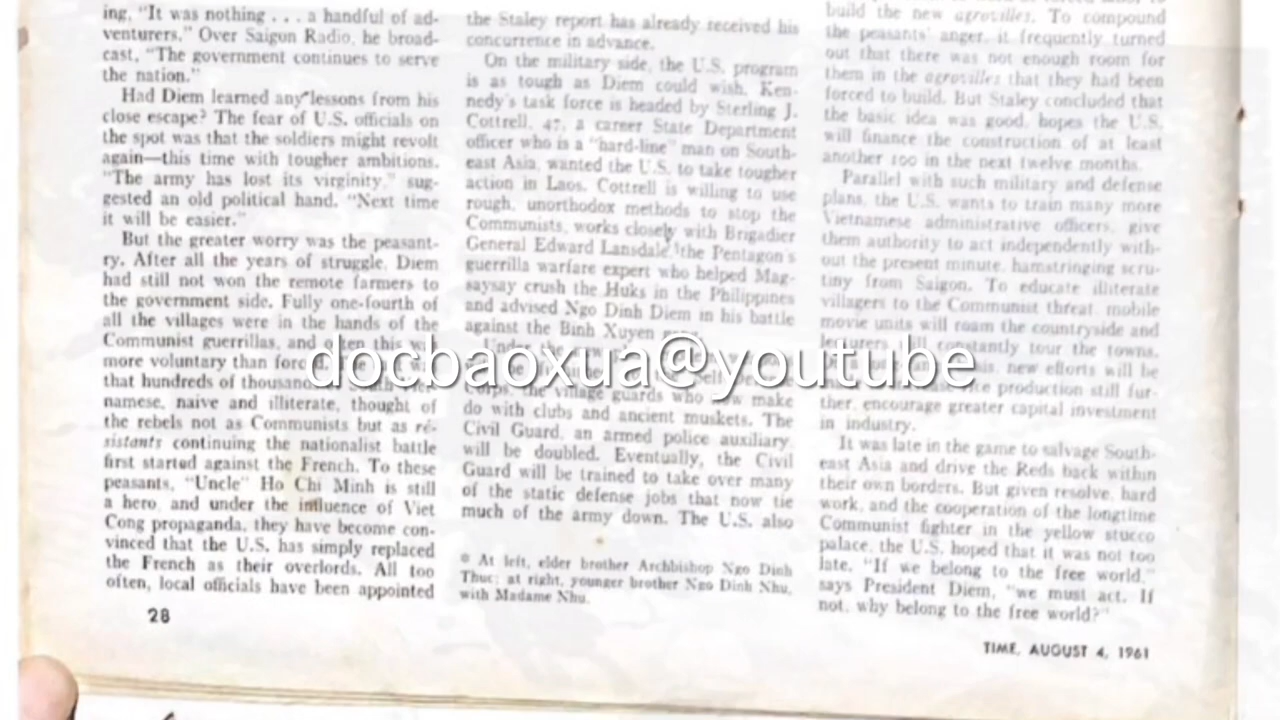 ing, "It was nothing . . . a handful of ad-
venturers." Over Saigon Radio, he broad-
cast, "The government continues to serve
the nation."
Had Diem learned any lessons from his
close escape? The fear of U.S. officials on
the spot was that the soldiers might revolt
again—this time with tougher ambitions.
"The army has lost its virginity," sug-
gested an old political hand. "Next time
it will be easier."
But the greater worry was the peasant-
ry. After all the years of struggle, Diem
had still not won the remote farmers to
the government side. Fully one-fourth of
all the villages were in the hands of the
Communist guerrillas, and often this was
more voluntary than
that hundreds of
namese, naive and illiterate, thought of
the rebels not as Communists but as ré-
sistants continuing the nationalist battle
first started against the French. To these
peasants, "Uncle" Ho Chi Minh is still
a hero, and under the influence of Viet
Cong propaganda, they have become con-
vinced that the U.S. has simply replaced
the French as their overlords. All too
often, local officials have been appointed
28
the Staley report has already received his
concurrence in advance.
On the military side, the U.S. program
is as tough as Diem could wish. Ken-
nedy's task force is headed by Sterling J.
Cottrell, 47, a career State Department
officer who is a "hard-line" man on South-
east Asia, wanted the U.S. to take tougher
action in Laos. Cottrell is willing to use
rough, unorthodox methods to stop the
Communists, works closely with Brigadier
General Edward Lansdale, the Pentagon's
guerrilla warfare expert who helped Mag-
saysay crush the Huks in the Philippines
and advised Ngo Dinh Diem in his battle
against the Binh Xuyen
Under the
Corps, the village guards who now make
do with clubs and ancient muskets. The
Civil Guard, an armed police auxiliary,
will be doubled. Eventually, the Civil
Guard will be trained to take over many
of the static defense jobs that now tie
much of the army down. The U.S. also
* At left, elder brother Archbishop Ngo Dinh
Thuc; at right, younger brother Ngo Dinh Nhu,
with Madame Nhu.
build the new agrovilles. To compound
the peasants' anger, it frequently turned
out that there was not enough room for
them in the agrovilles that they had been
forced to build. But Staley concluded that
the basic idea was good, hopes the U.S.
will finance the construction of at least
another 100 in the next twelve months.
Parallel with such military and defense
plans, the U.S. wants to train many more
Vietnamese administrative officers, give
them authority to act independently with-
out the present minute, hamstringing scru-
tiny from Saigon. To educate illiterate
villagers to the Communist threat, mobile
movie units will roam the countryside and
lecturers will constantly tour the towns.
new efforts will be
production still fur-
ther, encourage greater capital investment
in industry.
It was late in the game to salvage South-
east Asia and drive the Reds back within
their own borders. But given resolve, hard
work, and the cooperation of the longtime
Communist fighter in the yellow stucco
palace, the U.S. hoped that it was not too
late. "If we belong to the free world,"
says President Diem, "we must act. If
not, why belong to the free world?"
TIME, AUGUST 4, 1961
docbaoxua@youtube